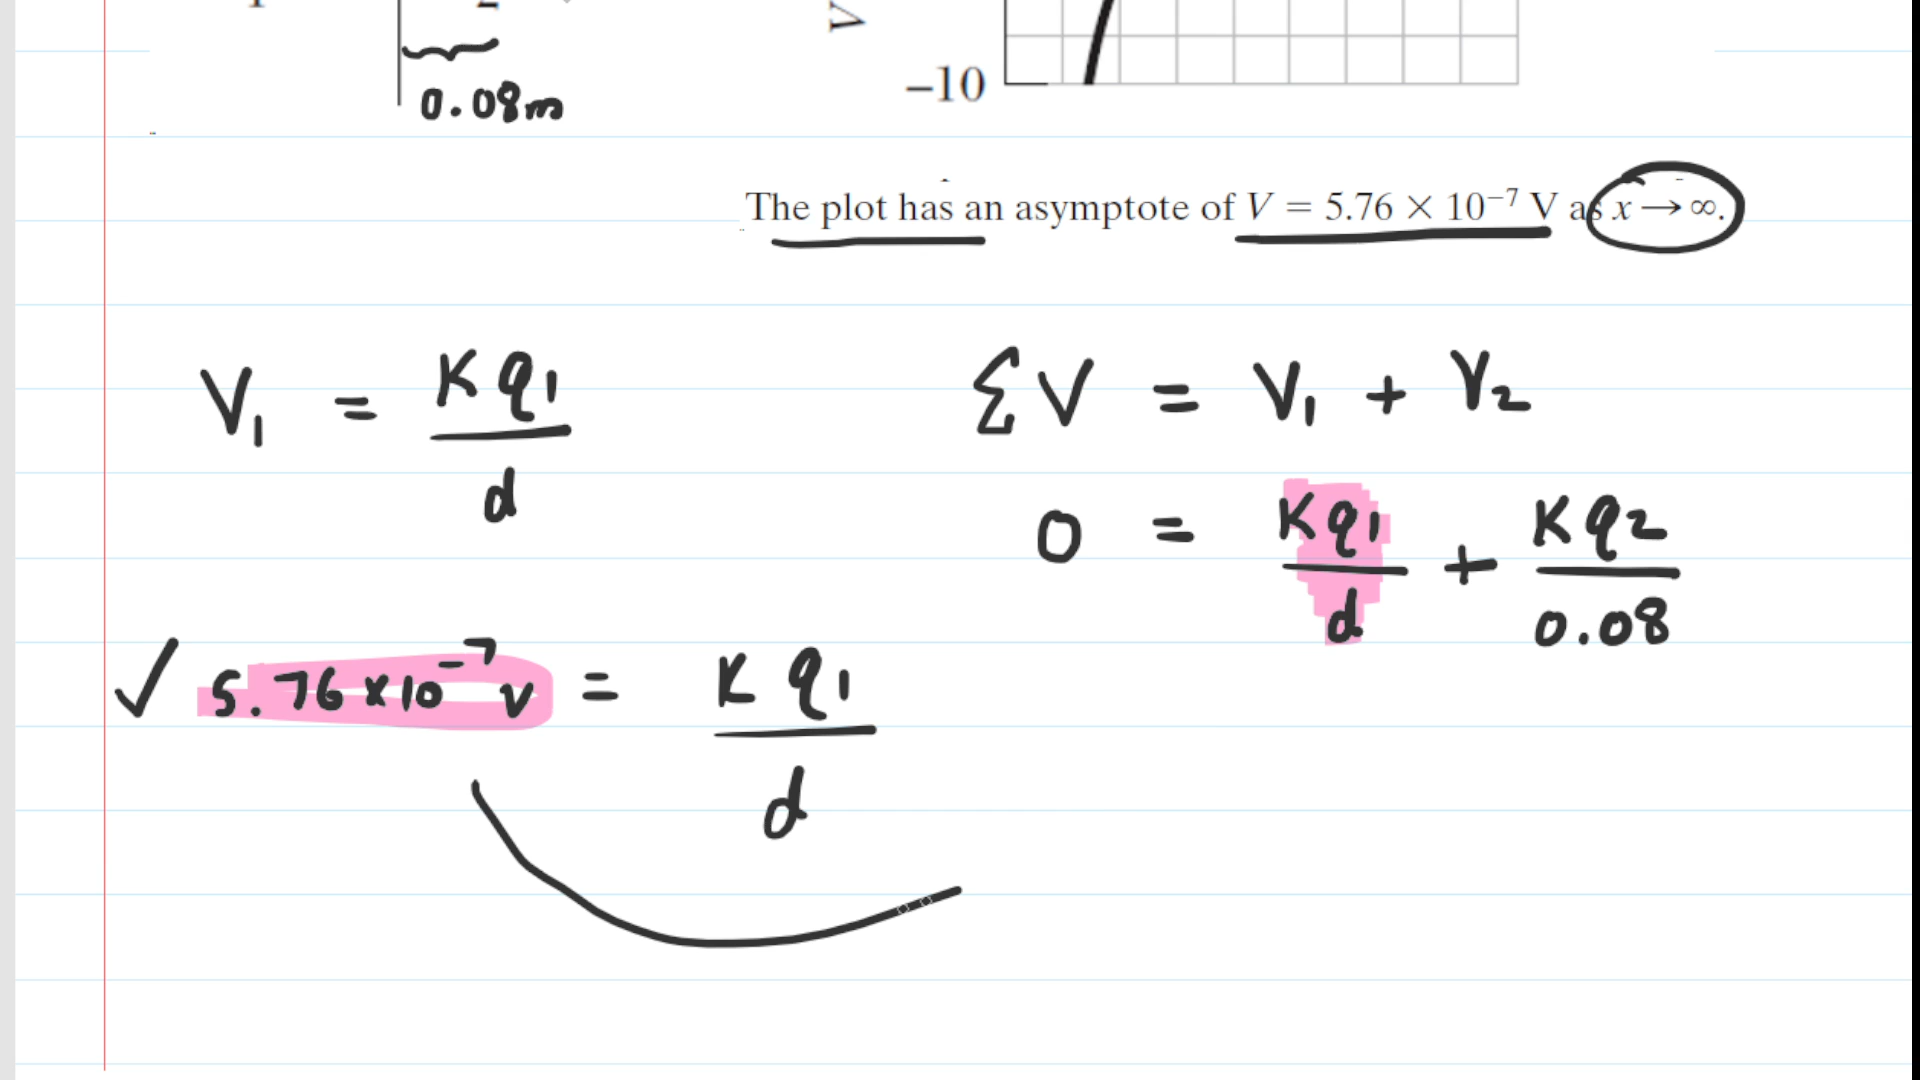 V
-10
0.08m
The plot has an asymptote of V = 5.76 × 10⁻⁷ V as x → ∞.
V₁ = Kq₁ / d
ΣV = V₁ + V₂
0 = Kq₁ / d + Kq₂ / 0.08
✓ 5.76 × 10⁻⁷ V = Kq₁ / d